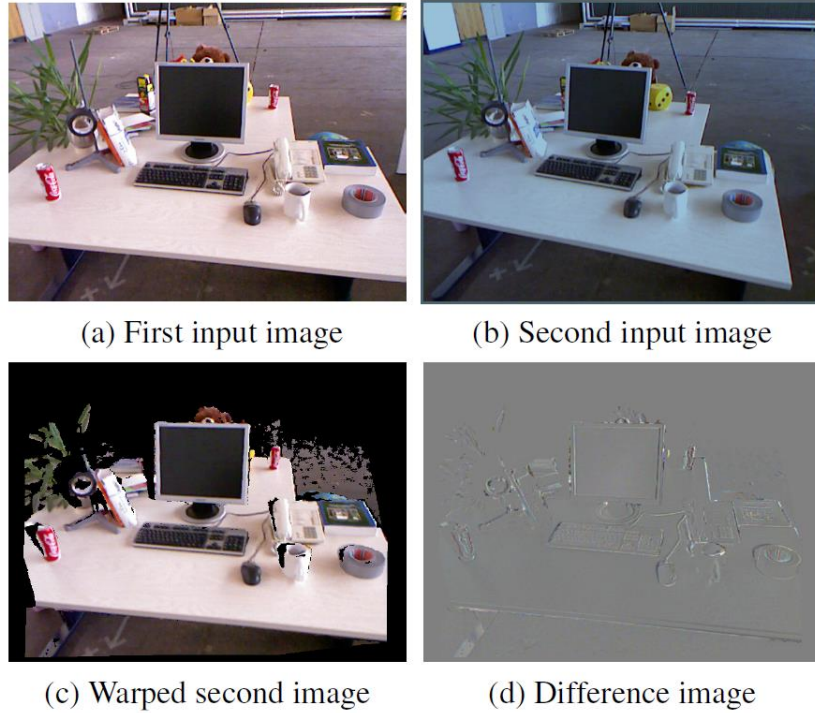 (a) First input image
(b) Second input image
(c) Warped second image
(d) Difference image